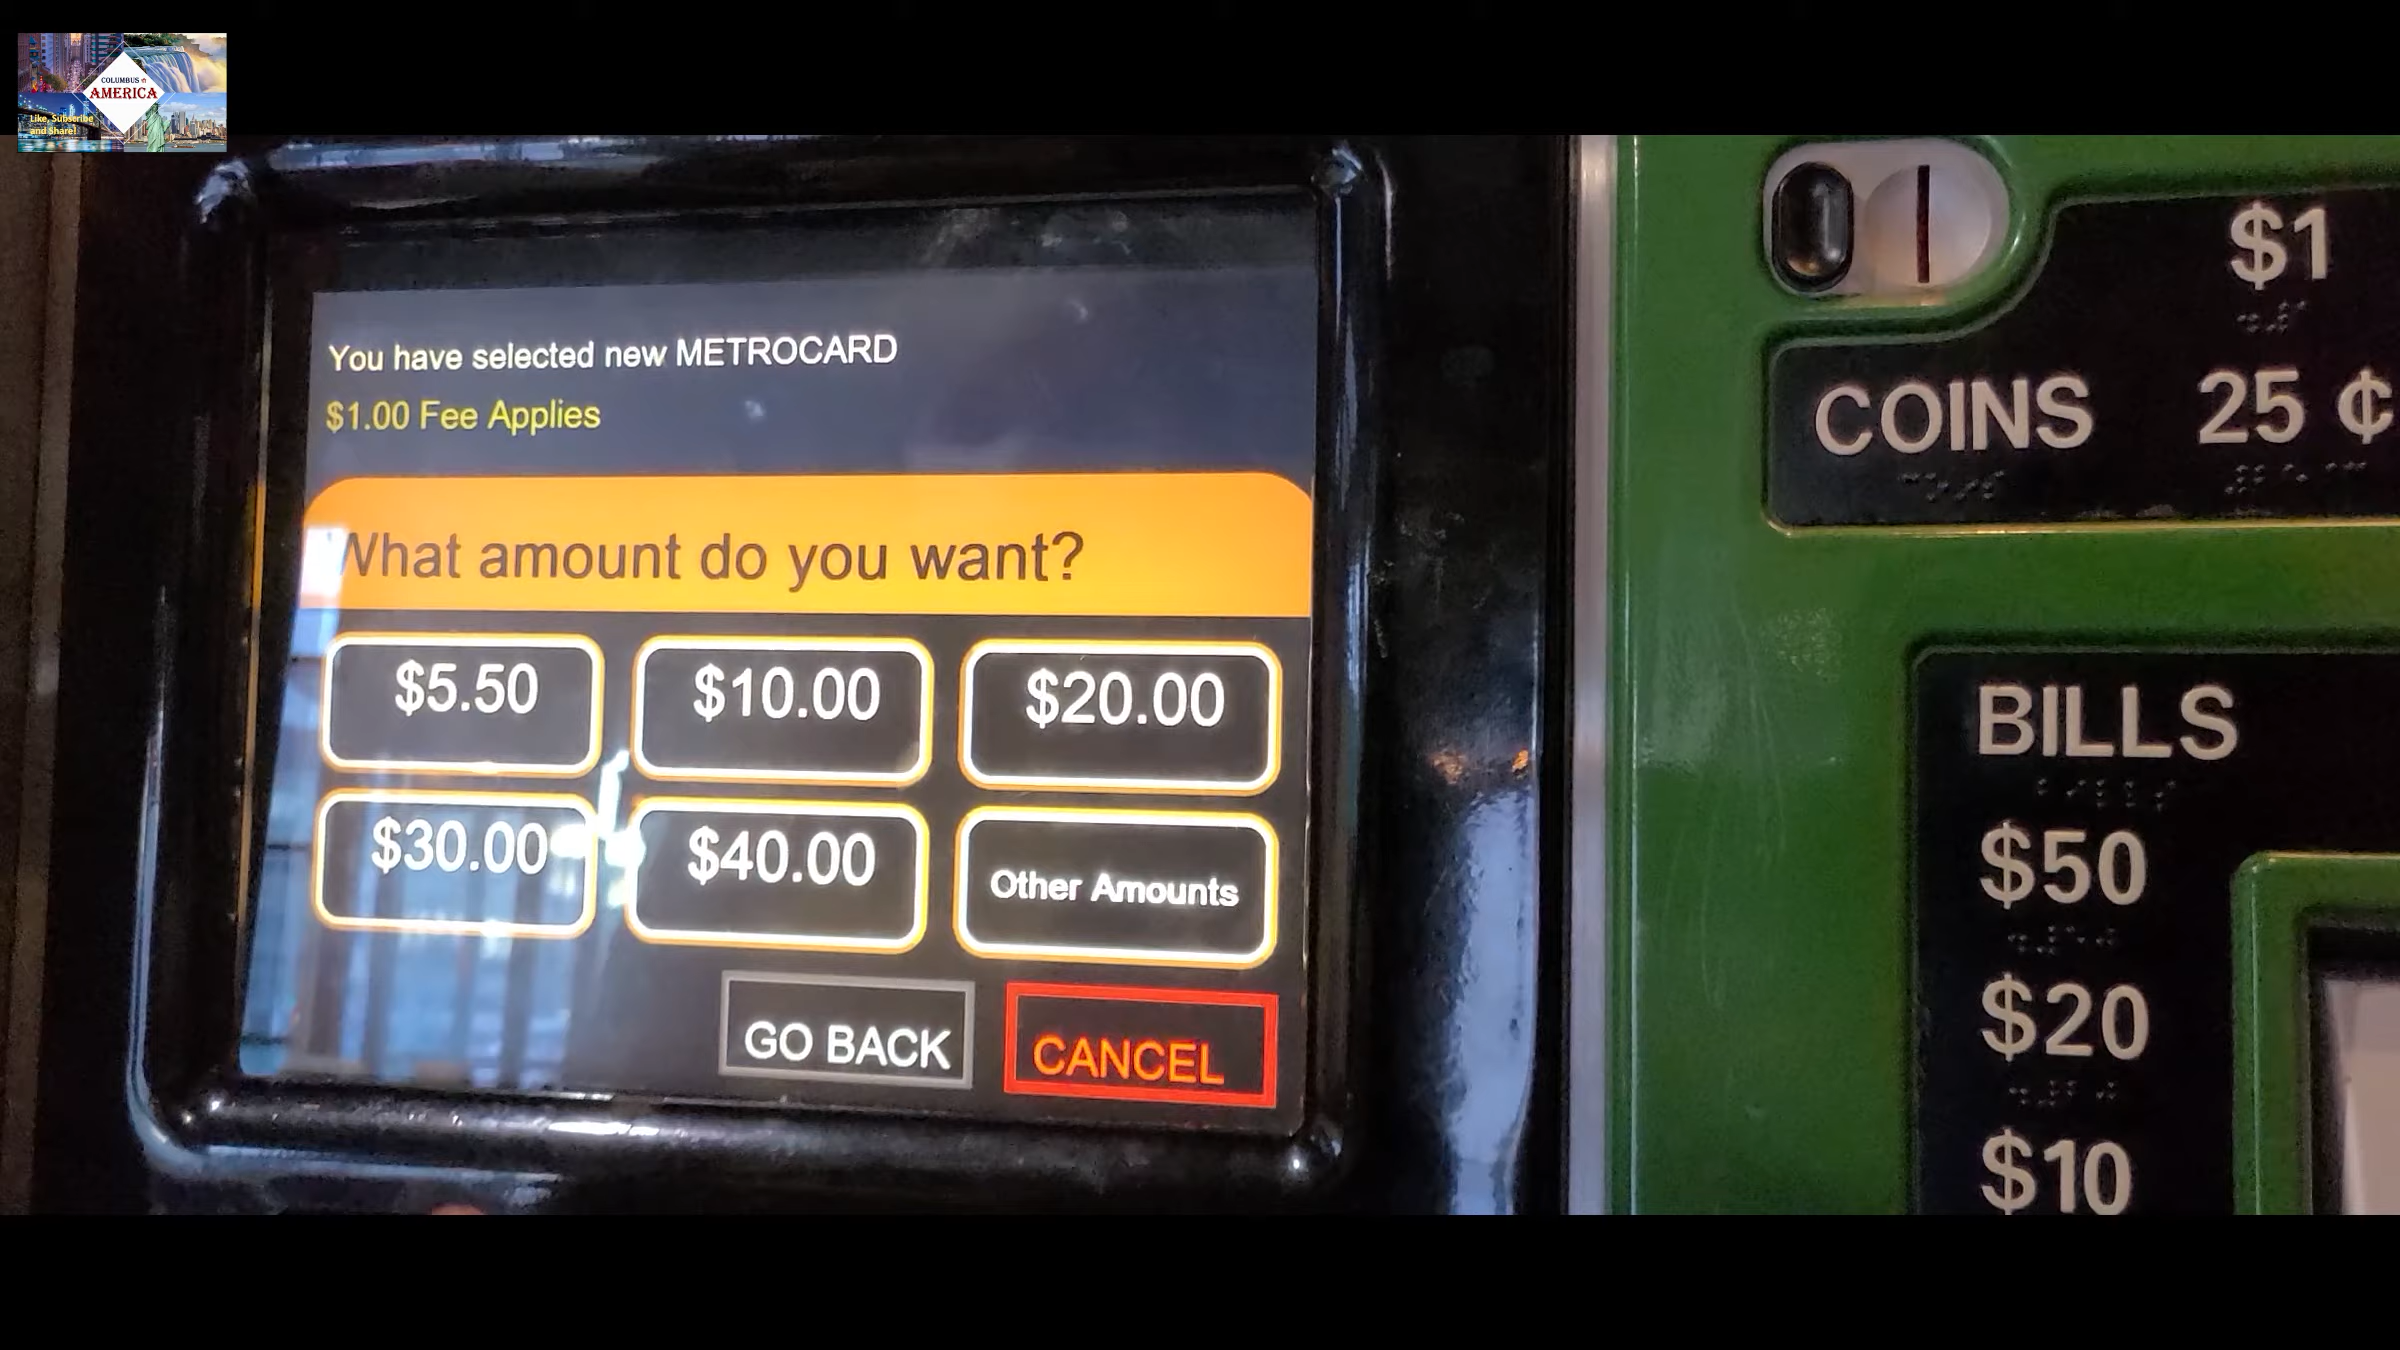 COLUMBUS in
AMERICA
Like, Subscribe
and Share!
You have selected new METROCARD
$1.00 Fee Applies
What amount do you want?
$5.50 $10.00 $20.00
$30.00 $40.00 Other Amounts
GO BACK CANCEL
$1
COINS 25 ¢
BILLS
$50
$20
$10